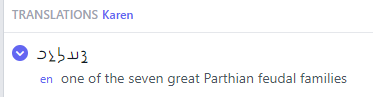 TRANSLATIONS Karen
en one of the seven great Parthian feudal families